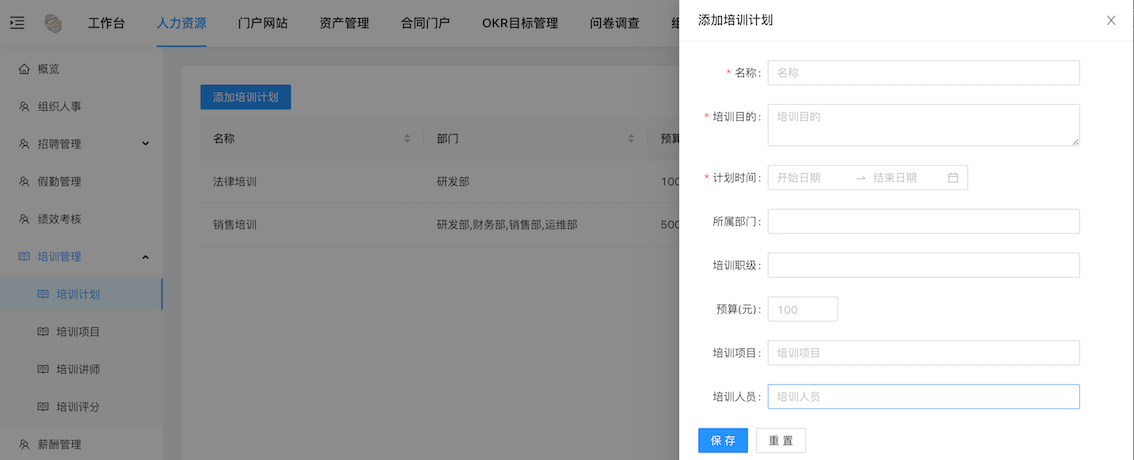 工作台 人力资源 门户网站 资产管理 合同门户 OKR目标管理 问卷调查
概览
组织人事
招聘管理
假勤管理
绩效考核
培训管理
培训计划
培训项目
培训讲师
培训评分
薪酬管理
添加培训计划
名称 部门 预算
法律培训 研发部 100
销售培训 研发部,财务部,销售部,运维部 500
添加培训计划
* 名称: 名称
* 培训目的: 培训目的
* 计划时间: 开始日期 → 结束日期
所属部门:
培训职级:
预算(元): 100
培训项目: 培训项目
培训人员: 培训人员
保 存 重 置